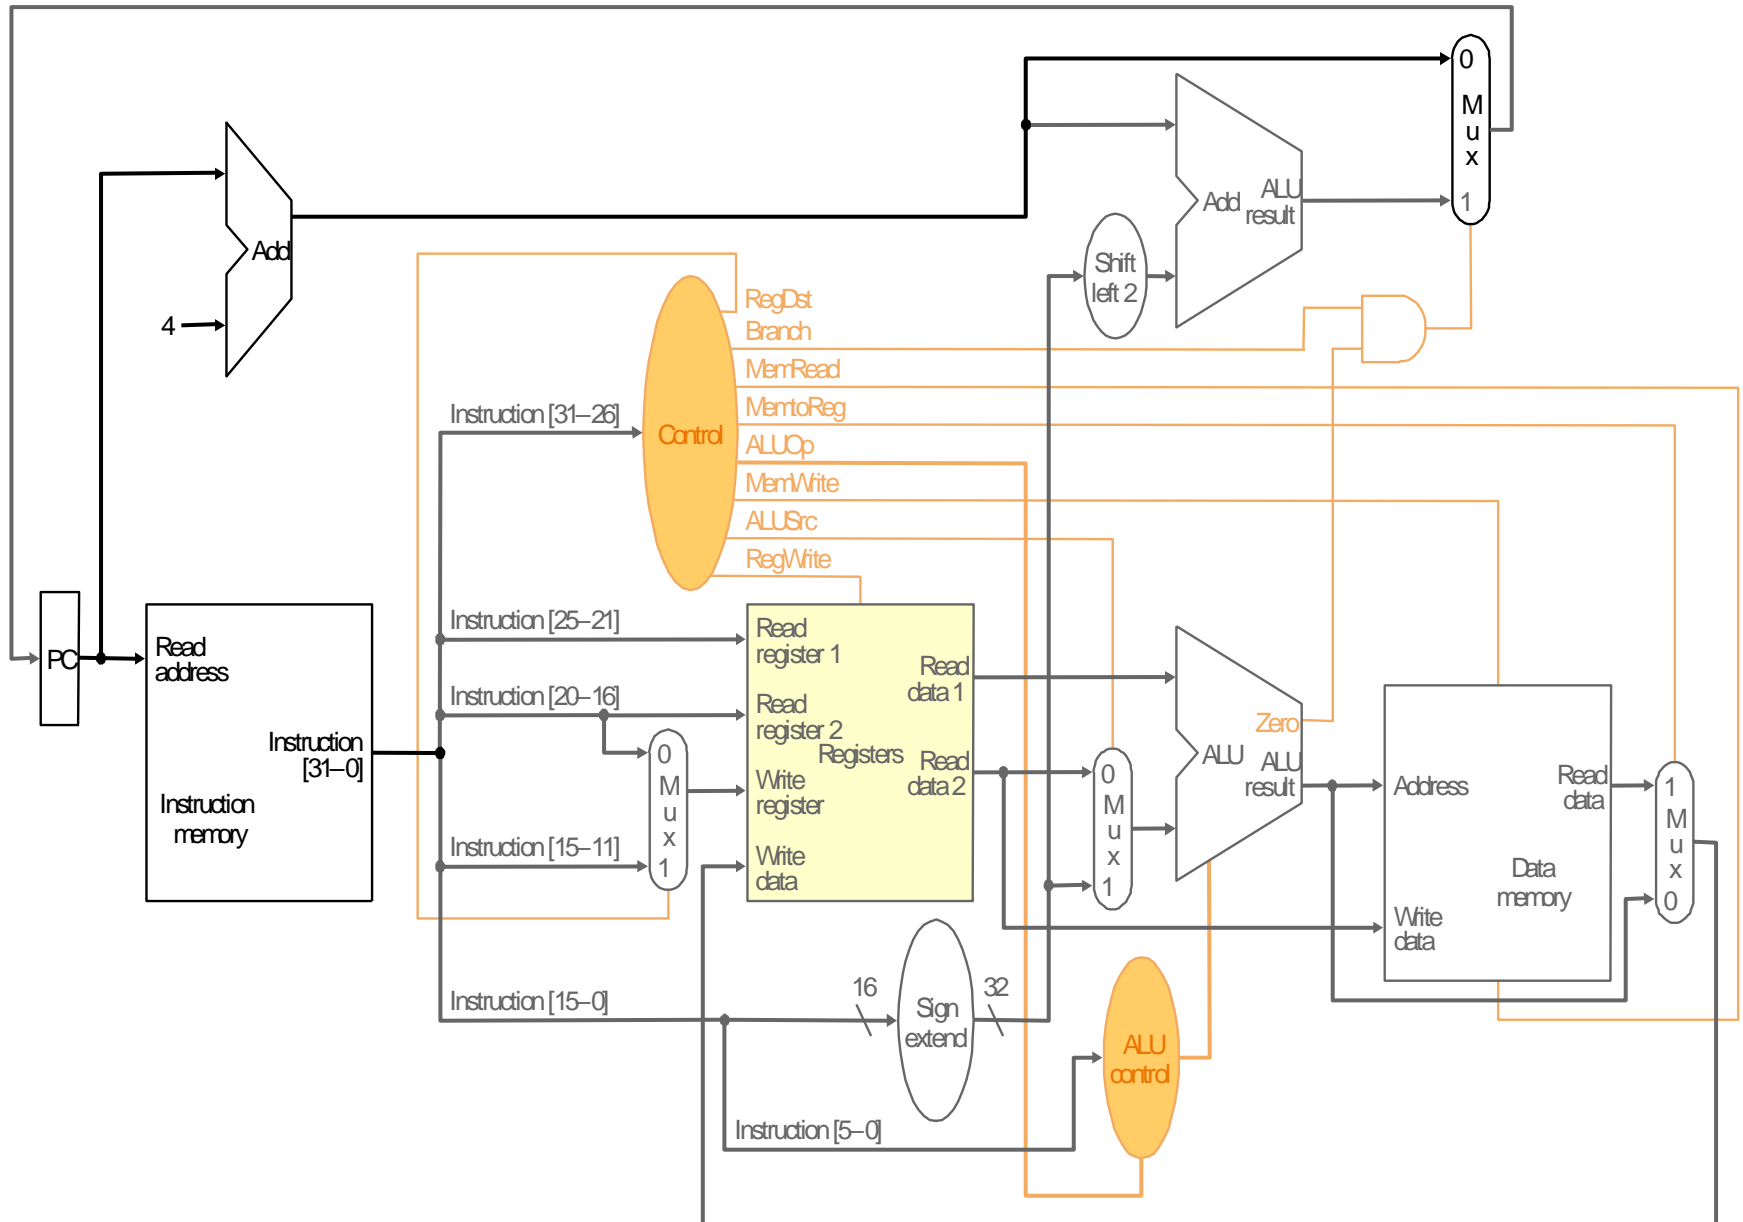 0
M
u
x
1
Add
ALU
result
Shift
left 2
Add
4
RegDst
Branch
MemRead
MemtoReg
ALUOp
MemWrite
ALUSrc
RegWrite
Control
Instruction [31–26]
Instruction [25–21]
Instruction [20–16]
Instruction [15–11]
Instruction [15–0]
Instruction [5–0]
PC
Read
address
Instruction
[31–0]
Instruction
memory
0
M
u
x
1
Read
register 1
Read
register 2
Write
register
Write
data
Registers
Read
data 1
Read
data 2
0
M
u
x
1
Zero
ALU
ALU
result
Address
Read
data
Data
memory
Write
data
1
M
u
x
0
16
Sign
extend
32
ALU
control